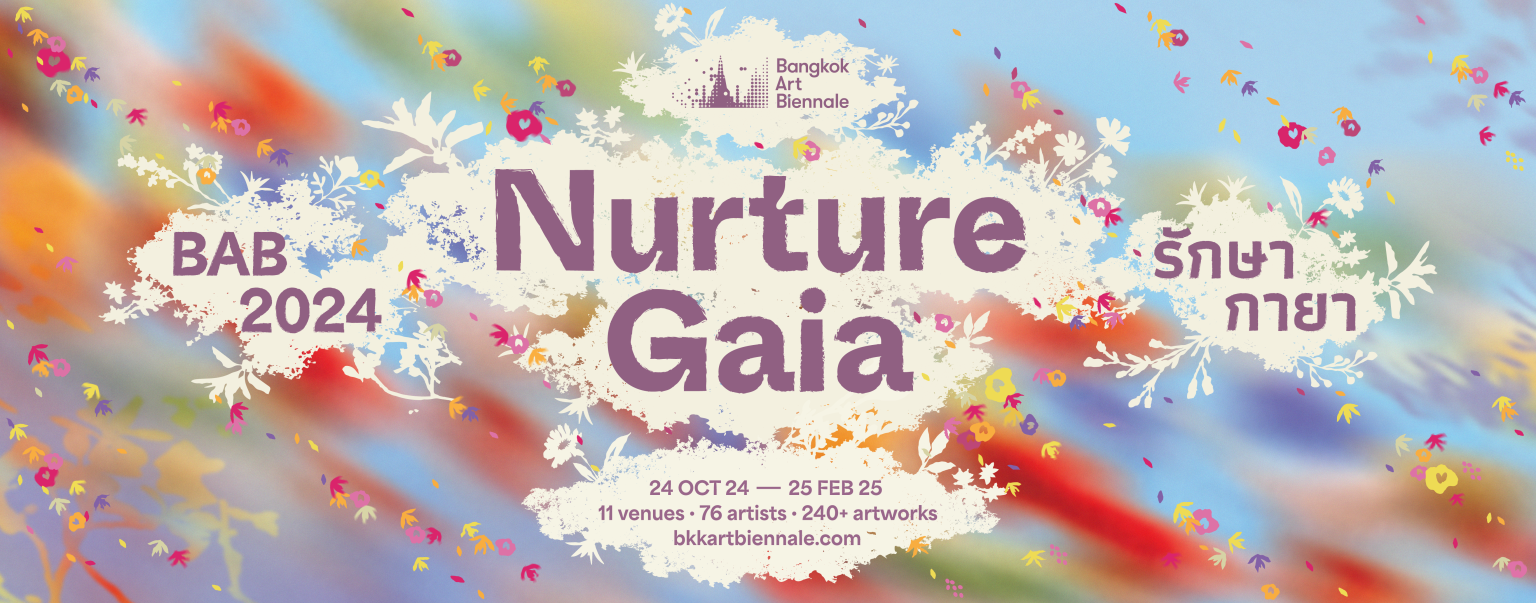 Bangkok
Art
Biennale
Nurture
Gaia
BAB
2024
รักษา
กายา
24 OCT 24 — 25 FEB 25
11 venues · 76 artists · 240+ artworks
bkkartbiennale.com